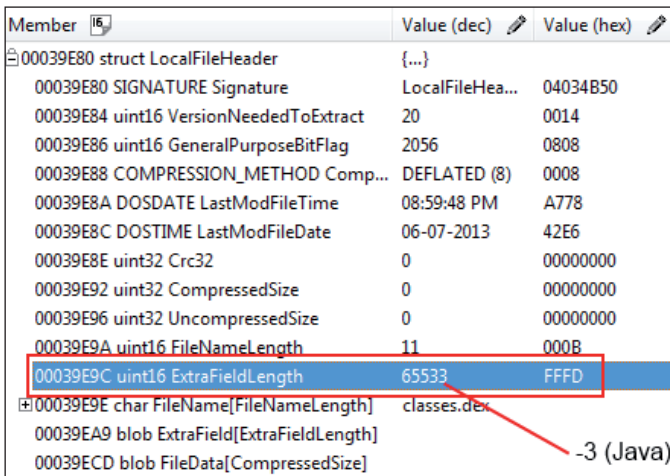 Member Value (dec) Value (hex)
00039E80 struct LocalFileHeader {...}
00039E80 SIGNATURE Signature LocalFileHea... 04034B50
00039E84 uint16 VersionNeededToExtract 20 0014
00039E86 uint16 GeneralPurposeBitFlag 2056 0808
00039E88 COMPRESSION_METHOD Comp... DEFLATED (8) 0008
00039E8A DOSDATE LastModFileTime 08:59:48 PM A778
00039E8C DOSTIME LastModFileDate 06-07-2013 42E6
00039E8E uint32 Crc32 0 00000000
00039E92 uint32 CompressedSize 0 00000000
00039E96 uint32 UncompressedSize 0 00000000
00039E9A uint16 FileNameLength 11 000B
00039E9C uint16 ExtraFieldLength 65533 FFFD
00039E9E char FileName[FileNameLength] classes.dex
00039EA9 blob ExtraField[ExtraFieldLength]
-3 (Java)
00039ECD blob FileData[CompressedSize]